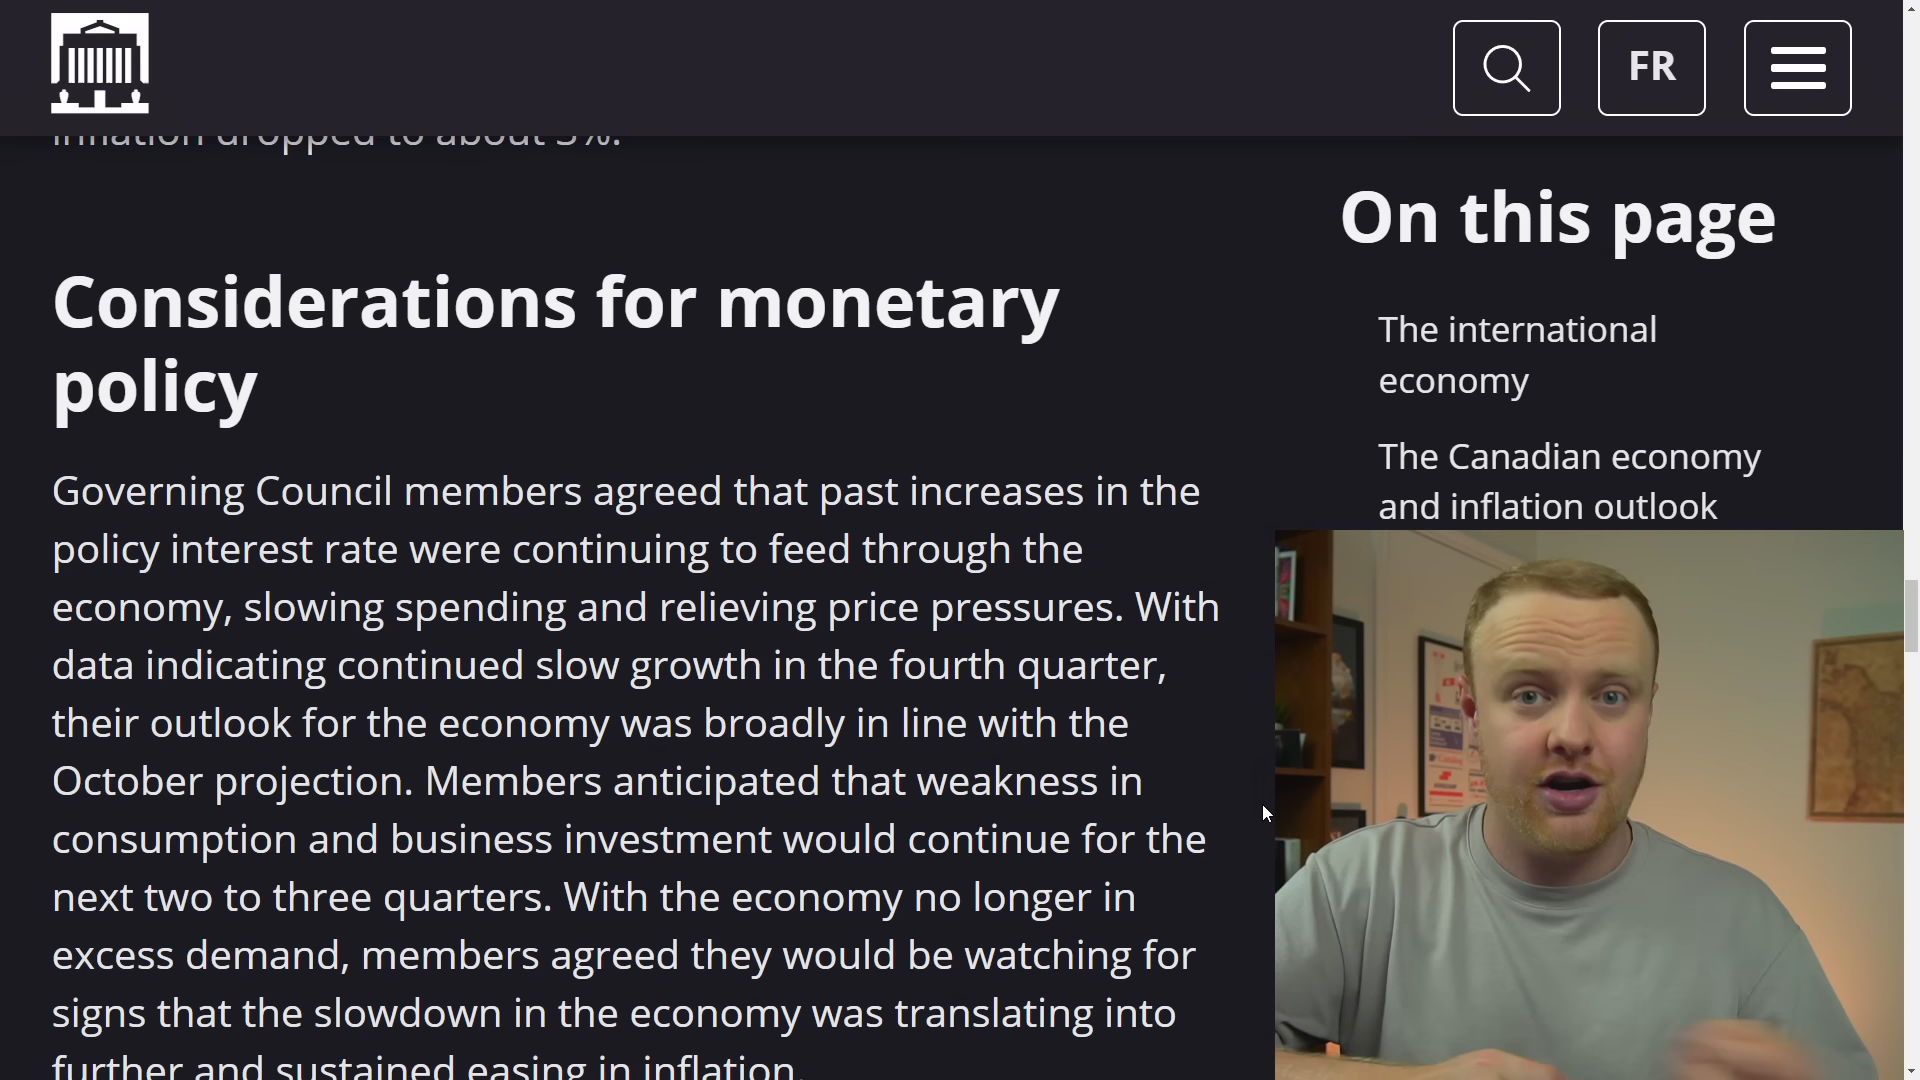 FR
inflation dropped to about 3%.
Considerations for monetary
policy
Governing Council members agreed that past increases in the
policy interest rate were continuing to feed through the
economy, slowing spending and relieving price pressures. With
data indicating continued slow growth in the fourth quarter,
their outlook for the economy was broadly in line with the
October projection. Members anticipated that weakness in
consumption and business investment would continue for the
next two to three quarters. With the economy no longer in
excess demand, members agreed they would be watching for
signs that the slowdown in the economy was translating into
further and sustained easing in inflation.
On this page
The international
economy
The Canadian economy
and inflation outlook